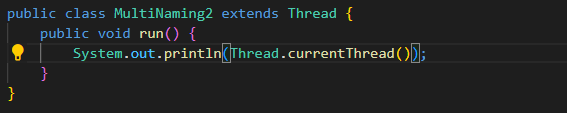 public class MultiNaming2 extends Thread {
    public void run() {
        System.out.println(Thread.currentThread());
    }
}